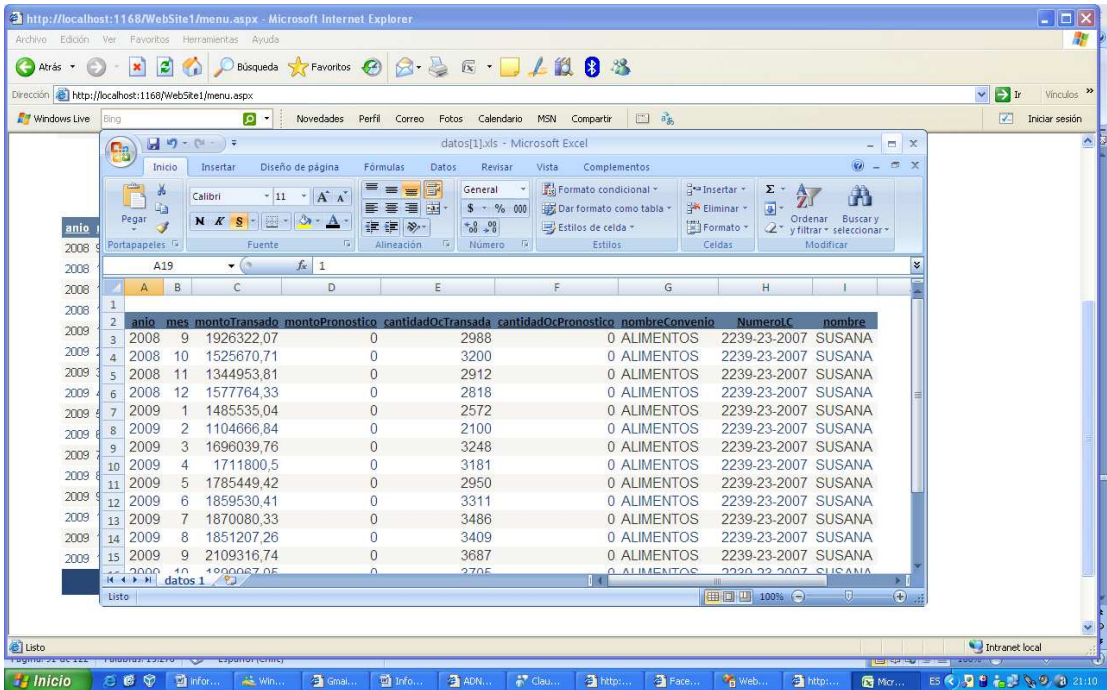 http://localhost:1168/WebSite1/menu.aspx - Microsoft Internet Explorer
Archivo Edición Ver Favoritos Herramientas Ayuda
Atrás Búsqueda Favoritos
Dirección http://localhost:1168/WebSite1/menu.aspx Ir Vínculos
Windows Live Bing Novedades Perfil Correo Fotos Calendario MSN Compartir Iniciar sesión
datos[1].xls - Microsoft Excel
Inicio Insertar Diseño de página Fórmulas Datos Revisar Vista Complementos
Pegar Calibri 11 General Formato condicional Insertar Σ
N K S $ % 000 Dar formato como tabla Eliminar Ordenar y filtrar Buscar y seleccionar
Estilos de celda Formato
Portapapeles Fuente Alineación Número Estilos Celdas Modificar
A19 fx 1
A B C D E F G H I
1
2 anio mes montoTransado montoPronostico cantidadOcTransada cantidadOcPronostico nombreConvenio NumeroLC nombre
3 2008 9 1926322,07 0 2988 0 ALIMENTOS 2239-23-2007 SUSANA
4 2008 10 1525670,71 0 3200 0 ALIMENTOS 2239-23-2007 SUSANA
5 2008 11 1344953,81 0 2912 0 ALIMENTOS 2239-23-2007 SUSANA
6 2008 12 1577764,33 0 2818 0 ALIMENTOS 2239-23-2007 SUSANA
7 2009 1 1485535,04 0 2572 0 ALIMENTOS 2239-23-2007 SUSANA
8 2009 2 1104666,84 0 2100 0 ALIMENTOS 2239-23-2007 SUSANA
9 2009 3 1696039,76 0 3248 0 ALIMENTOS 2239-23-2007 SUSANA
10 2009 4 1711800,5 0 3181 0 ALIMENTOS 2239-23-2007 SUSANA
11 2009 5 1785449,42 0 2950 0 ALIMENTOS 2239-23-2007 SUSANA
12 2009 6 1859530,41 0 3311 0 ALIMENTOS 2239-23-2007 SUSANA
13 2009 7 1870080,33 0 3486 0 ALIMENTOS 2239-23-2007 SUSANA
14 2009 8 1851207,26 0 3409 0 ALIMENTOS 2239-23-2007 SUSANA
15 2009 9 2109316,74 0 3687 0 ALIMENTOS 2239-23-2007 SUSANA
datos 1
Listo 100%
anio
2008
2008
2008
2008
2009
2009
2009
2009
2009
2009
2009
2009
2009
2009
2009
2009
Listo Intranet local
Inicio infor... Win... Gmai... Info... ADN... Clau... http:... Face... Web... http:... Micr... ES 21:10